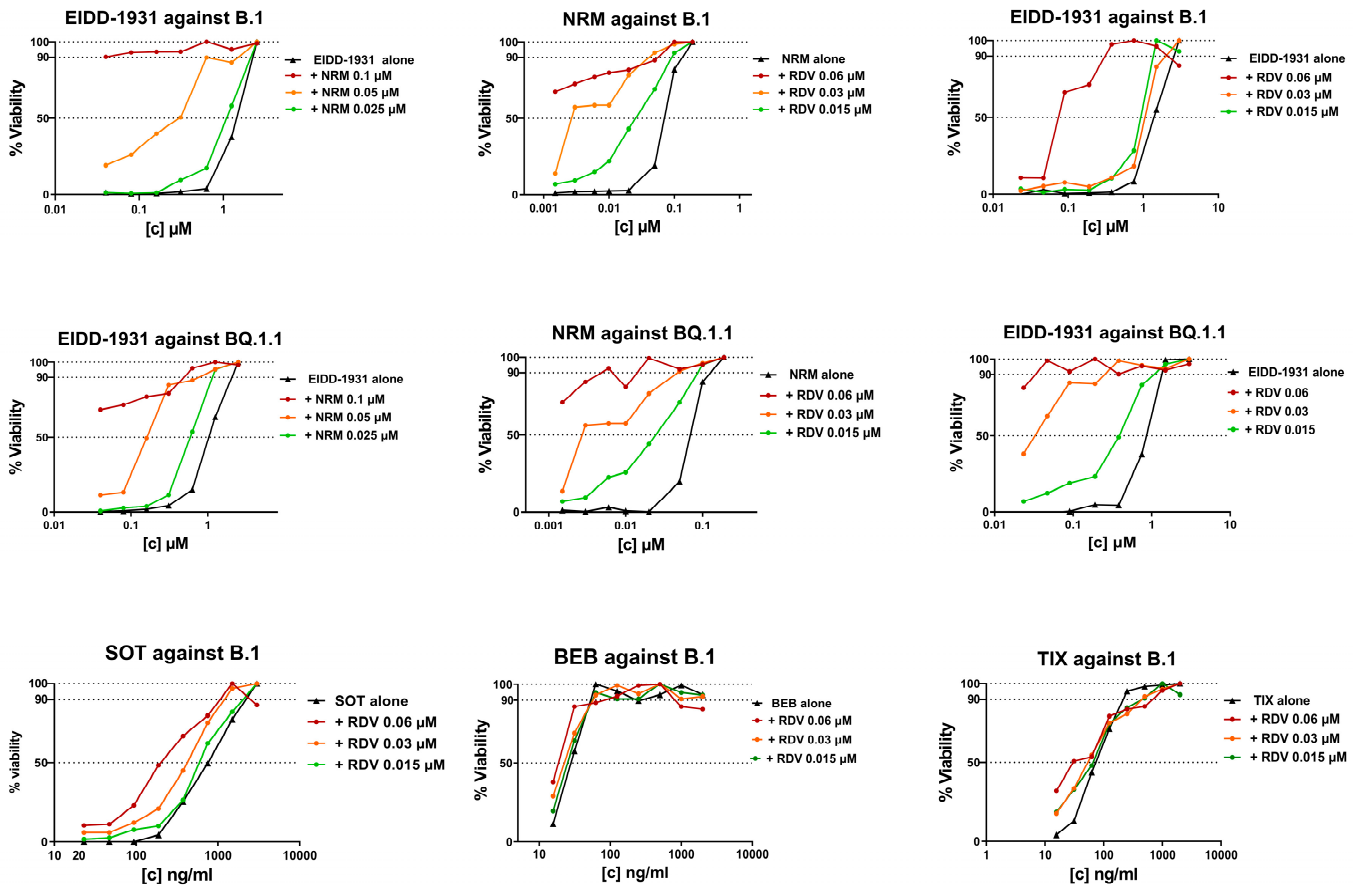 EIDD-1931 against B.1
100
90
50
0
0.01
0.1
1
% Viability
[c] µM
EIDD-1931 alone
+ NRM 0.1 µM
+ NRM 0.05 µM
+ NRM 0.025 µM
NRM against B.1
100
90
50
0
0.001
0.01
0.1
1
% Viability
[c] µM
NRM alone
+ RDV 0.06 µM
+ RDV 0.03 µM
+ RDV 0.015 µM
EIDD-1931 against B.1
100
90
50
0
0.01
0.1
1
10
% Viability
[c] µM
EIDD-1931 alone
+ RDV 0.06 µM
+ RDV 0.03 µM
+ RDV 0.015 µM
EIDD-1931 against BQ.1.1
100
90
50
0
0.01
0.1
1
% Viability
[c] µM
EIDD-1931 alone
+ NRM 0.1 µM
+ NRM 0.05 µM
+ NRM 0.025 µM
NRM against BQ.1.1
100
90
50
0
0.001
0.01
0.1
% Viability
[c] µM
NRM alone
+ RDV 0.06 µM
+ RDV 0.03 µM
+ RDV 0.015 µM
EIDD-1931 against BQ.1.1
100
90
50
0
0.01
0.1
1
10
% Viability
[c] µM
EIDD-1931 alone
+ RDV 0.06
+ RDV 0.03
+ RDV 0.015
SOT against B.1
100
90
50
0
10
20
100
1000
10000
% viability
[c] ng/ml
SOT alone
+ RDV 0.06 µM
+ RDV 0.03 µM
+ RDV 0.015 µM
BEB against B.1
100
90
50
0
10
100
1000
10000
% Viability
[c] ng/ml
BEB alone
+ RDV 0.06 µM
+ RDV 0.03 µM
+ RDV 0.015 µM
TIX against B.1
100
90
50
0
1
10
100
1000
10000
% Viability
[c] ng/ml
TIX alone
+ RDV 0.06 µM
+ RDV 0.03 µM
+ RDV 0.015 µM